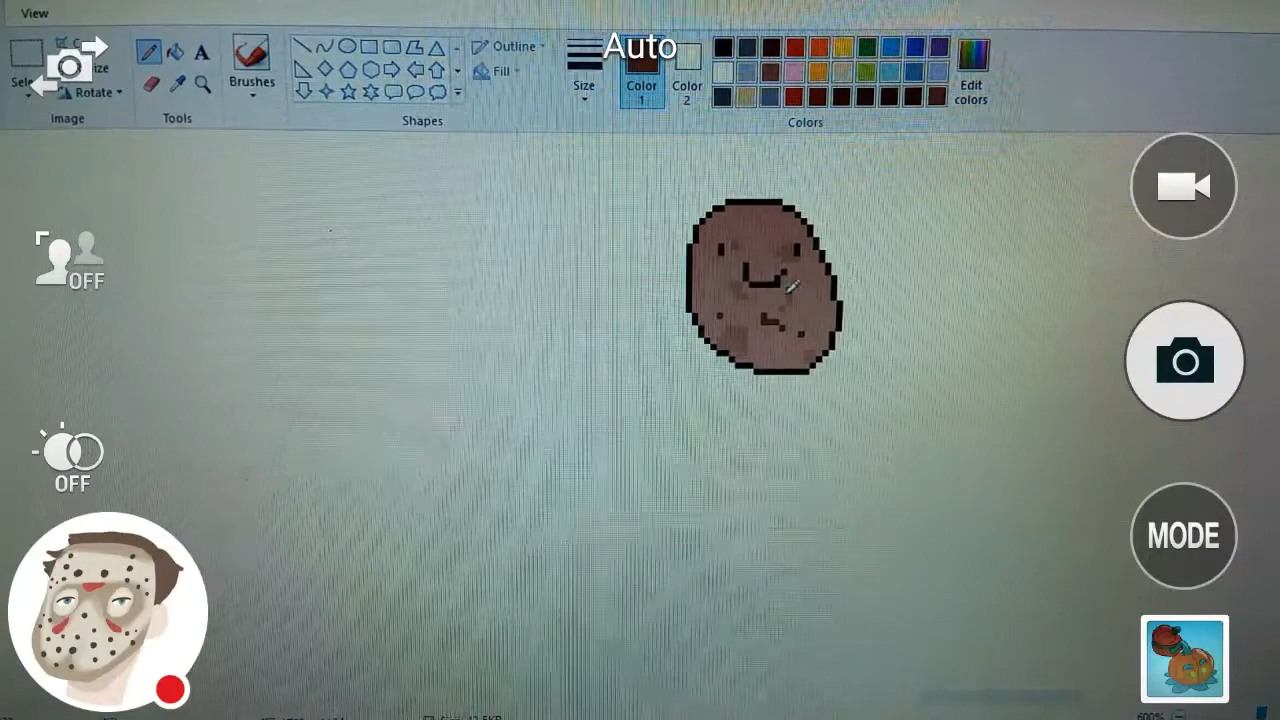 View
Auto
Rotate
Outline
Fill
Brushes
Size
Color
1
Color
2
Edit
colors
Image
Tools
Shapes
Colors
OFF
OFF
MODE
600%